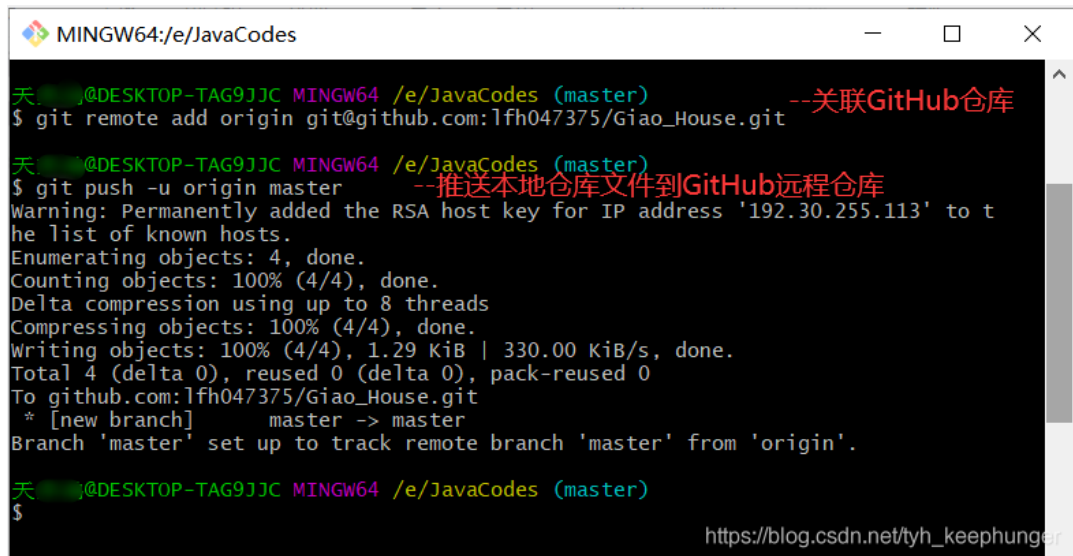 MINGW64:/e/JavaCodes
天@DESKTOP-TAG9JJC MINGW64 /e/JavaCodes (master) --关联GitHub仓库
$ git remote add origin git@github.com:lfh047375/Giao_House.git
天@DESKTOP-TAG9JJC MINGW64 /e/JavaCodes (master)
$ git push -u origin master --推送本地仓库文件到GitHub远程仓库
Warning: Permanently added the RSA host key for IP address '192.30.255.113' to t
he list of known hosts.
Enumerating objects: 4, done.
Counting objects: 100% (4/4), done.
Delta compression using up to 8 threads
Compressing objects: 100% (4/4), done.
Writing objects: 100% (4/4), 1.29 KiB | 330.00 KiB/s, done.
Total 4 (delta 0), reused 0 (delta 0), pack-reused 0
To github.com:lfh047375/Giao_House.git
 * [new branch]      master -> master
Branch 'master' set up to track remote branch 'master' from 'origin'.
天@DESKTOP-TAG9JJC MINGW64 /e/JavaCodes (master)
$
https://blog.csdn.net/tyh_keephunger